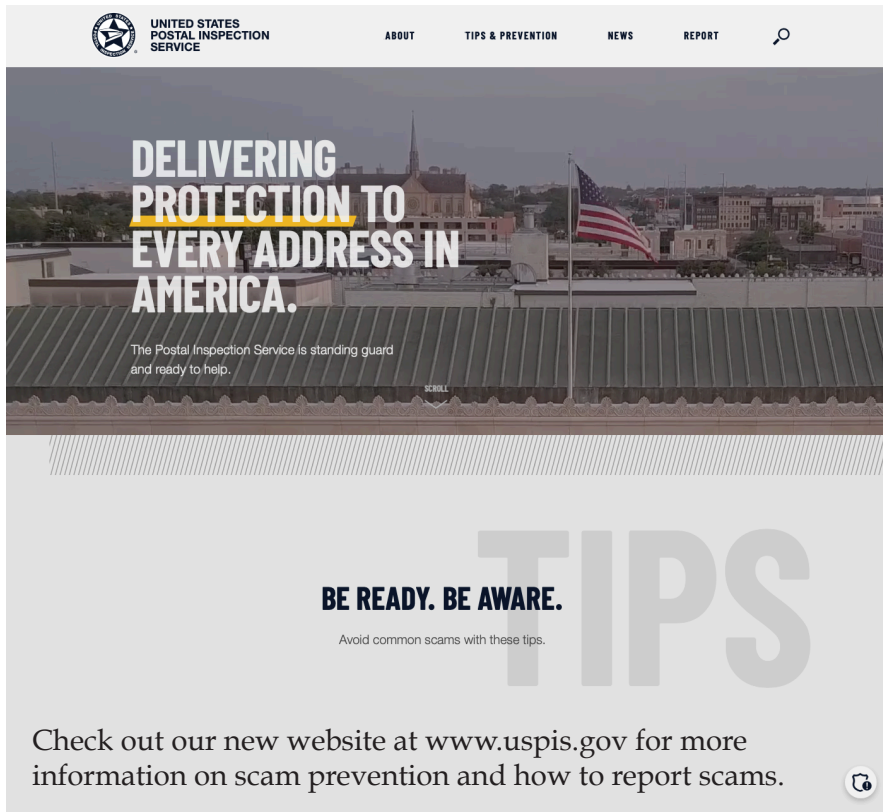 UNITED STATES
POSTAL INSPECTION
SERVICE
ABOUT
TIPS & PREVENTION
NEWS
REPORT
DELIVERING
PROTECTION TO
EVERY ADDRESS IN
AMERICA.
The Postal Inspection Service is standing guard
and ready to help.
SCROLL
TIPS
BE READY. BE AWARE.
Avoid common scams with these tips.
Check out our new website at www.uspis.gov for more
information on scam prevention and how to report scams.